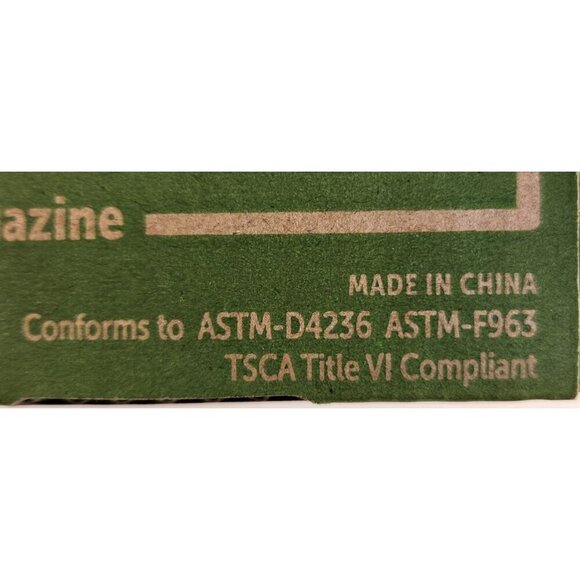 azine
MADE IN CHINA
Conforms to ASTM-D4236 ASTM-F963
TSCA Title VI Compliant